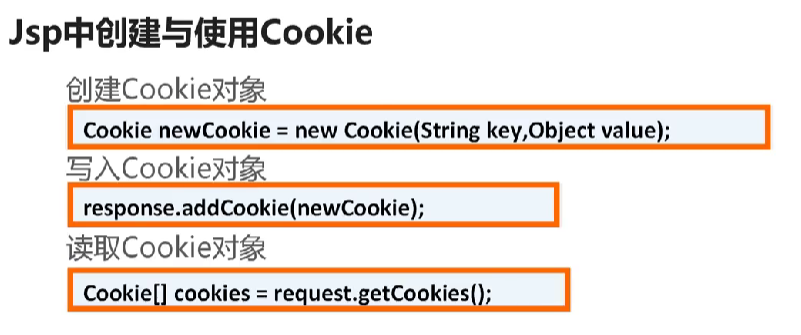 Jsp中创建与使用Cookie
创建Cookie对象
Cookie newCookie = new Cookie(String key,Object value);
写入Cookie对象
response.addCookie(newCookie);
读取Cookie对象
Cookie[] cookies = request.getCookies();